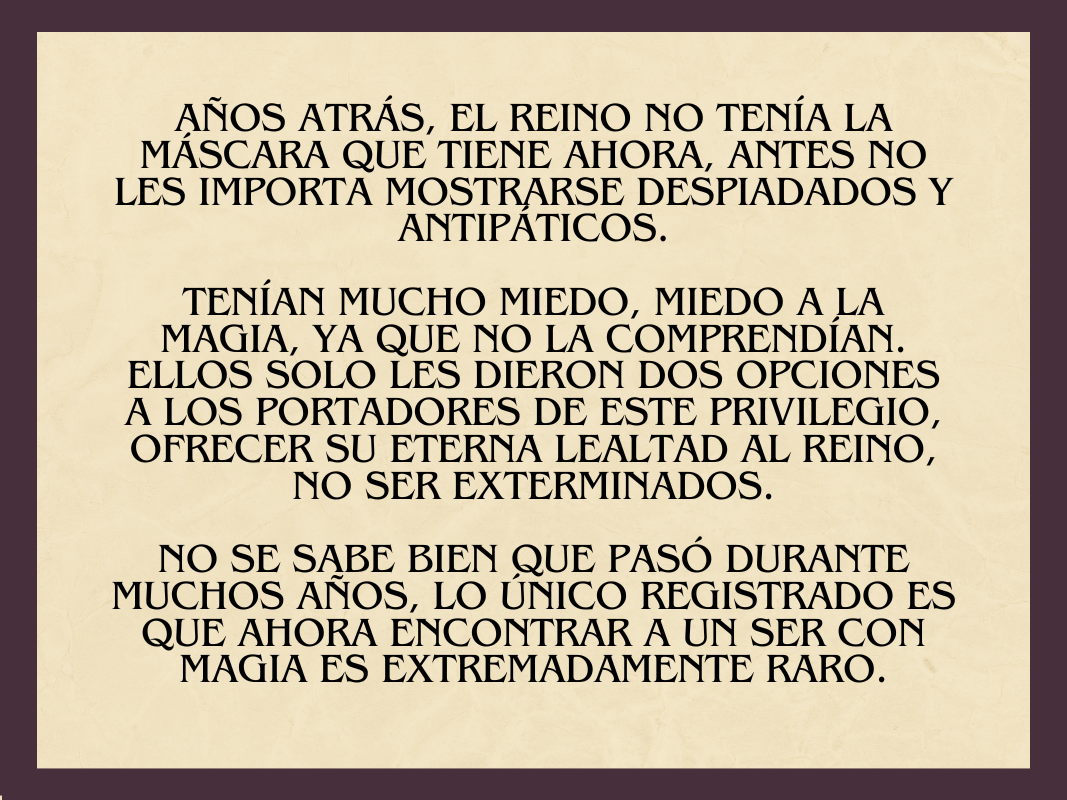 AÑOS ATRÁS, EL REINO NO TENÍA LA
MÁSCARA QUE TIENE AHORA, ANTES NO
LES IMPORTA MOSTRARSE DESPIADADOS Y
ANTIPÁTICOS.
TENÍAN MUCHO MIEDO, MIEDO A LA
MAGIA, YA QUE NO LA COMPRENDÍAN.
ELLOS SOLO LES DIERON DOS OPCIONES
A LOS PORTADORES DE ESTE PRIVILEGIO,
OFRECER SU ETERNA LEALTAD AL REINO,
NO SER EXTERMINADOS.
NO SE SABE BIEN QUE PASÓ DURANTE
MUCHOS AÑOS, LO ÚNICO REGISTRADO ES
QUE AHORA ENCONTRAR A UN SER CON
MAGIA ES EXTREMADAMENTE RARO.